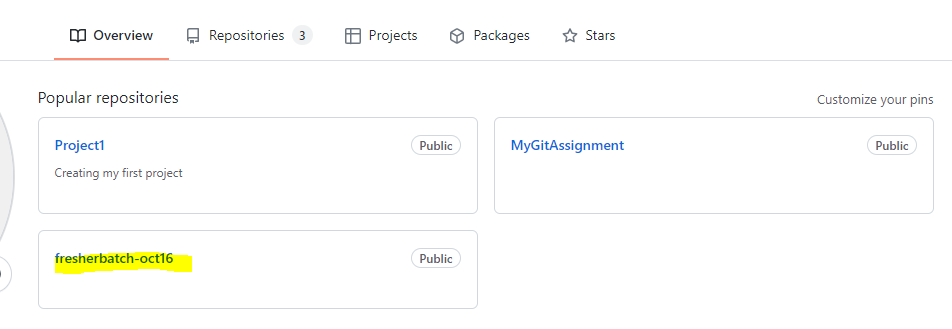 Overview Repositories 3 Projects Packages Stars
Popular repositories
Customize your pins
Project1 Public
Creating my first project
MyGitAssignment Public
fresherbatch-oct16 Public